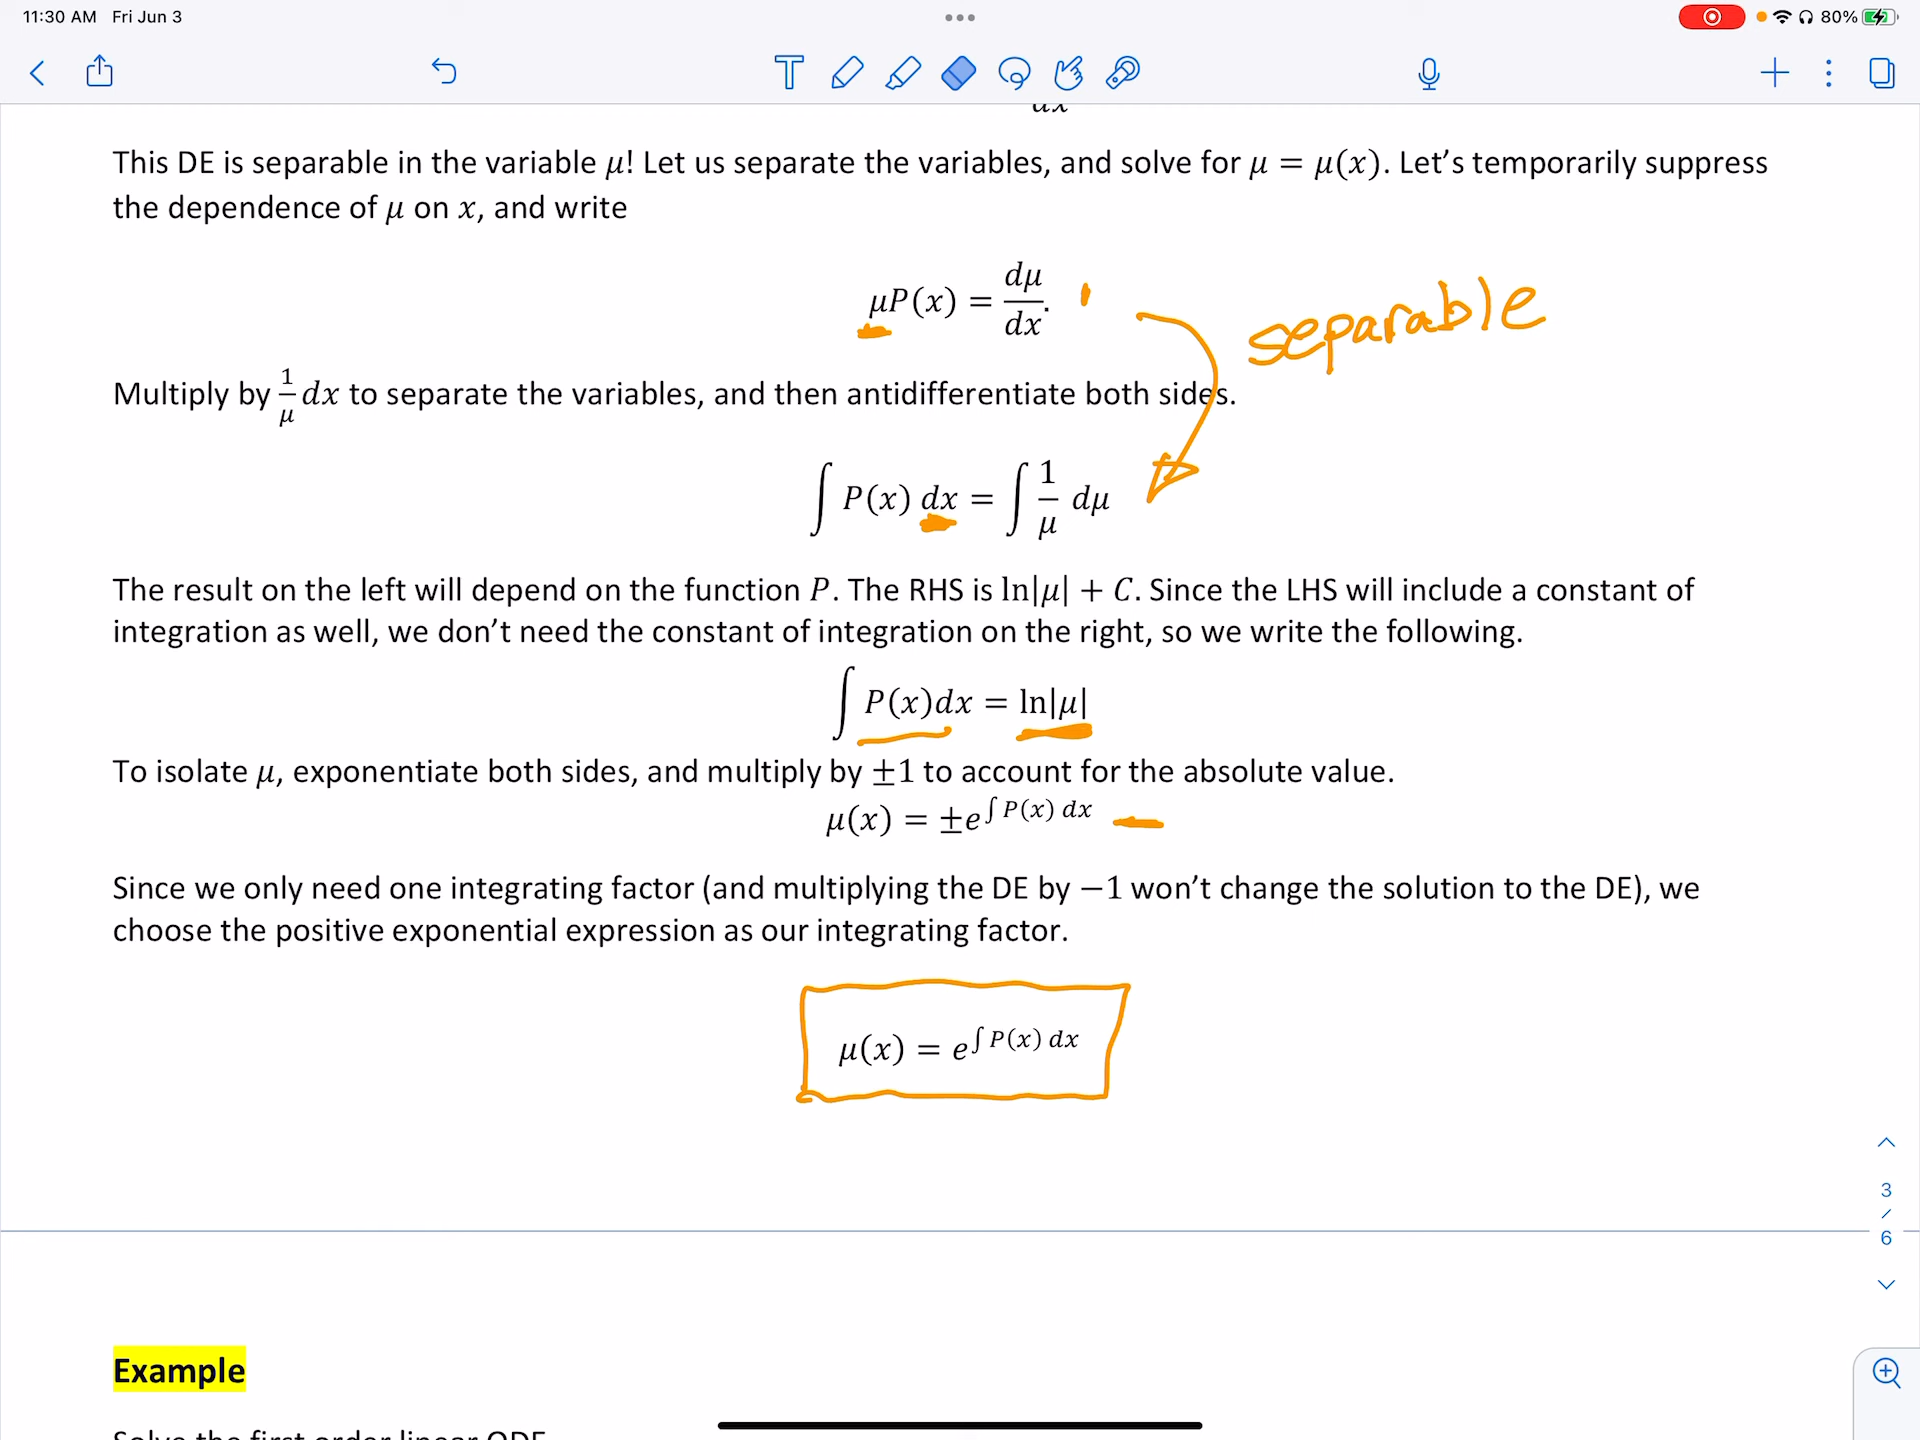 11:30 AM Fri Jun 3
80%
T
This DE is separable in the variable μ! Let us separate the variables, and solve for μ = μ(x). Let’s temporarily suppress
the dependence of μ on x, and write
μP(x) = dμ/dx.
separable
Multiply by 1/μ dx to separate the variables, and then antidifferentiate both sides.
∫ P(x) dx = ∫ 1/μ dμ
The result on the left will depend on the function P. The RHS is ln|μ| + C. Since the LHS will include a constant of
integration as well, we don’t need the constant of integration on the right, so we write the following.
∫ P(x)dx = ln|μ|
To isolate μ, exponentiate both sides, and multiply by ±1 to account for the absolute value.
μ(x) = ±e^∫ P(x) dx
Since we only need one integrating factor (and multiplying the DE by −1 won’t change the solution to the DE), we
choose the positive exponential expression as our integrating factor.
μ(x) = e^∫ P(x) dx
3
/
6
Example
Solve the first order linear ODE